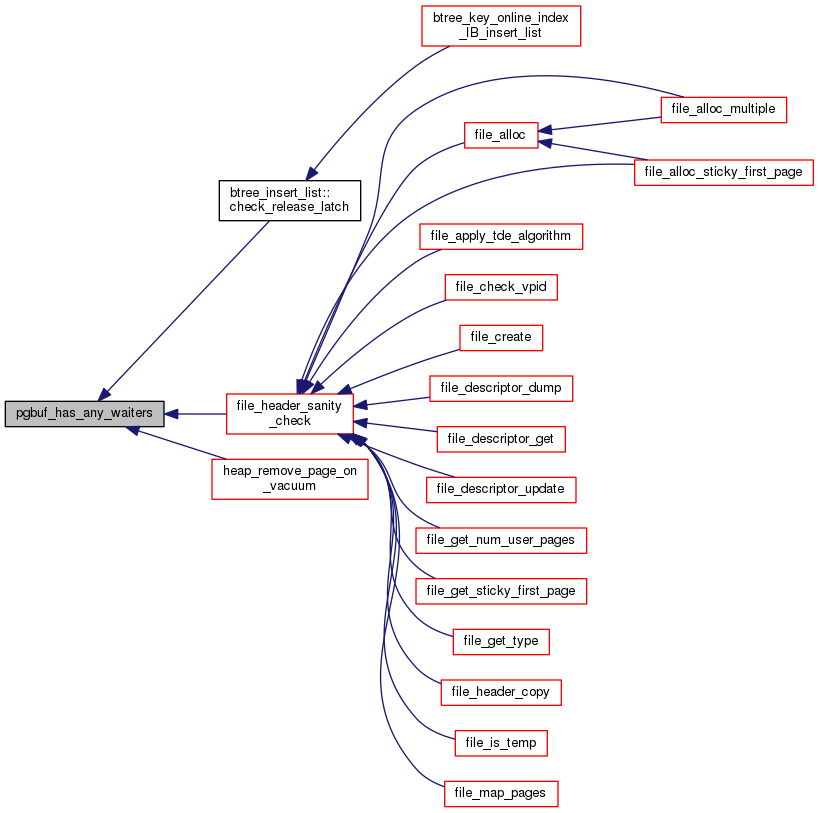 btree_key_online_index
_IB_insert_list
file_alloc_multiple
file_alloc
file_alloc_sticky_first_page
btree_insert_list::
check_release_latch
file_apply_tde_algorithm
file_check_vpid
file_create
file_descriptor_dump
pgbuf_has_any_waiters
file_header_sanity
_check
file_descriptor_get
heap_remove_page_on
_vacuum
file_descriptor_update
file_get_num_user_pages
file_get_sticky_first_page
file_get_type
file_header_copy
file_is_temp
file_map_pages